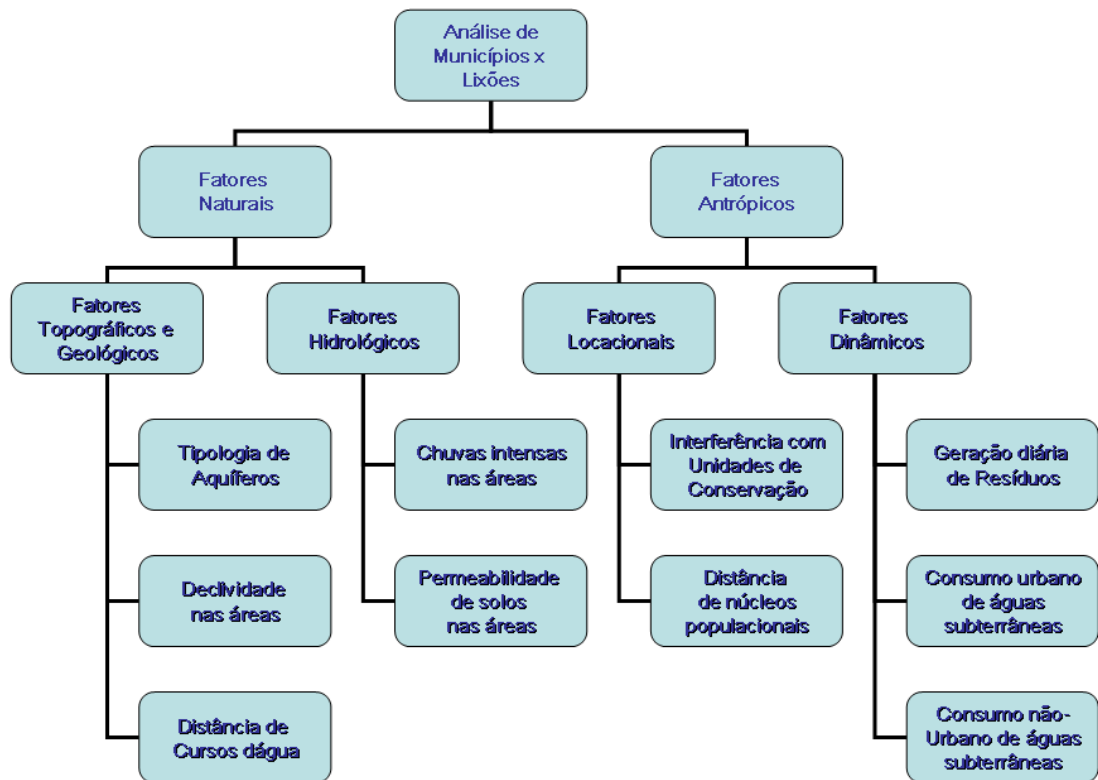 Análise de
Municípios x
Lixões
Fatores
Naturais
Fatores
Antrópicos
Fatores
Topográficos e
Geológicos
Fatores
Hidrológicos
Fatores
Locacionais
Fatores
Dinâmicos
Tipologia de
Aquíferos
Chuvas intensas
nas áreas
Interferência com
Unidades de
Conservação
Geração diária
de Resíduos
Declividade
nas áreas
Permeabilidade
de solos
nas áreas
Distância
de núcleos
populacionais
Consumo urbano
de águas
subterrâneas
Distância de
Cursos dágua
Consumo não-
Urbano de águas
subterrâneas